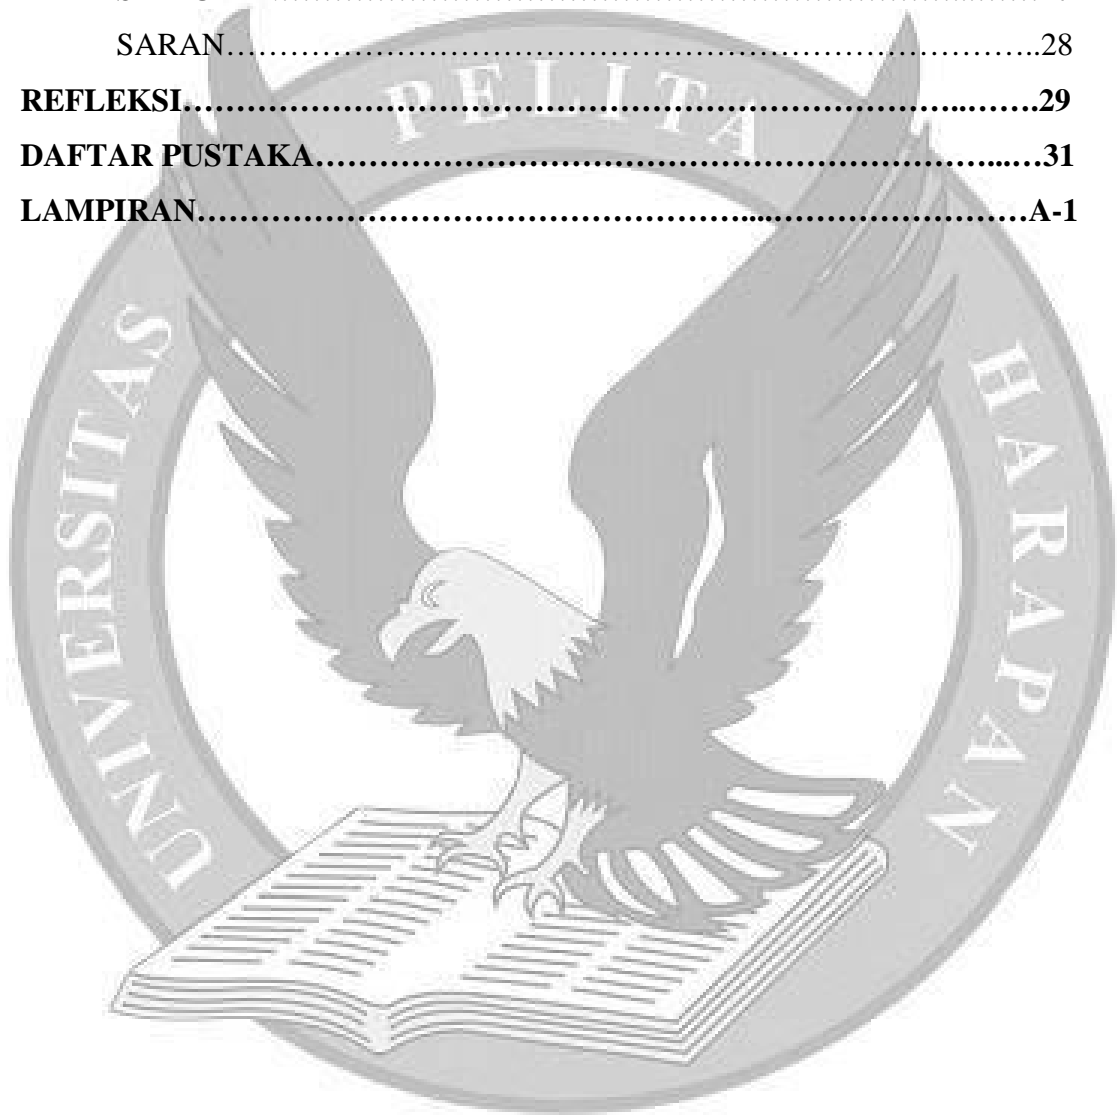 SARAN………………………………………………………………………..28
REFLEKSI………………………………………………………………..…….29
DAFTAR PUSTAKA…………………………………………………………...…31
LAMPIRAN………………………………………………...……………………A-1
UNIVERSITAS PELITA HARAPAN